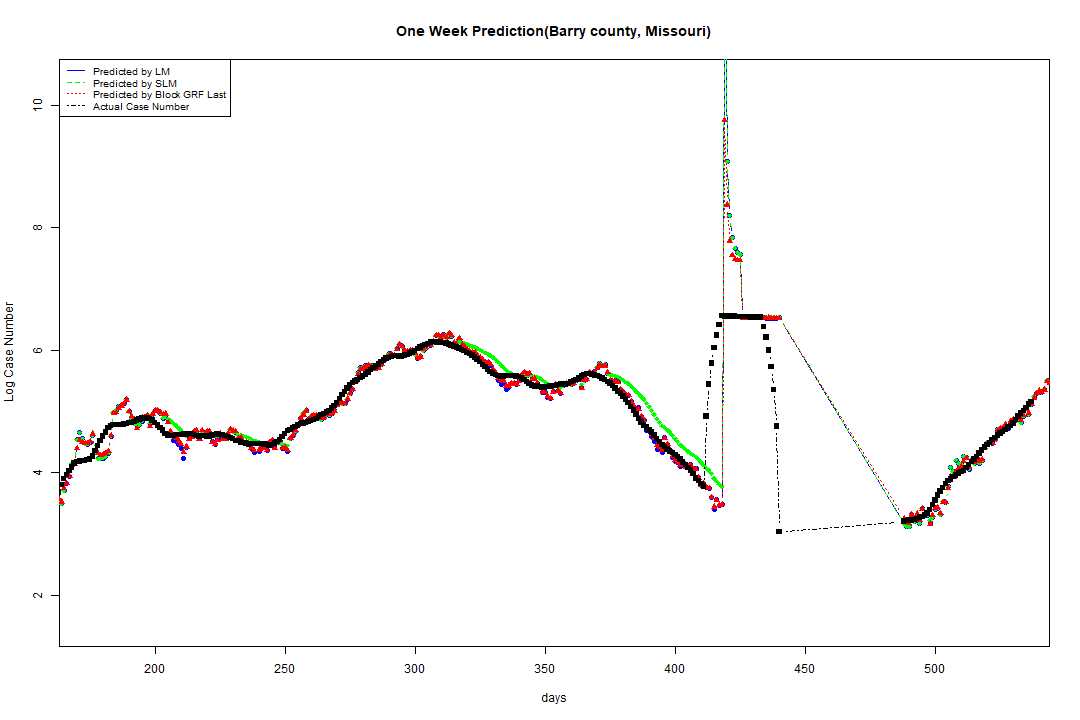 One Week Prediction(Barry county, Missouri)
Predicted by LM
Predicted by SLM
Predicted by Block GRF Last
Actual Case Number
Log Case Number
10
8
6
4
2
200 250 300 350 400 450 500
days